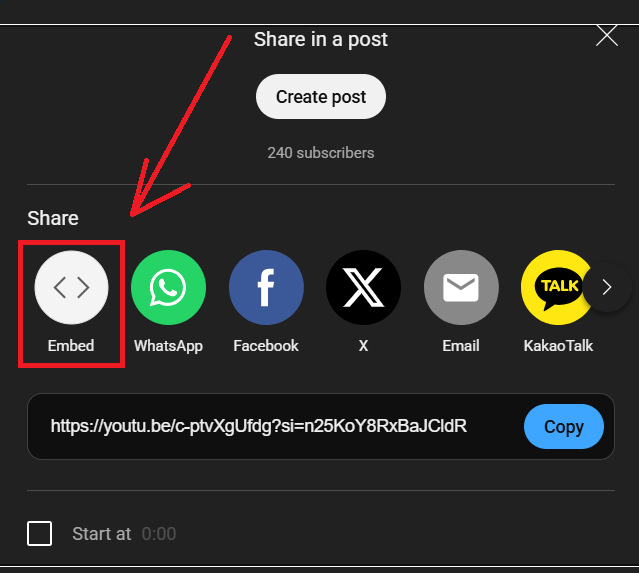 Share in a post
Create post
240 subscribers
Share
TALK
Embed
WhatsApp
Facebook
X
Email
KakaoTalk
https://youtu.be/c-ptvXgUfdg?si=n25KoY8RxBaJCldR
Copy
Start at 0:00